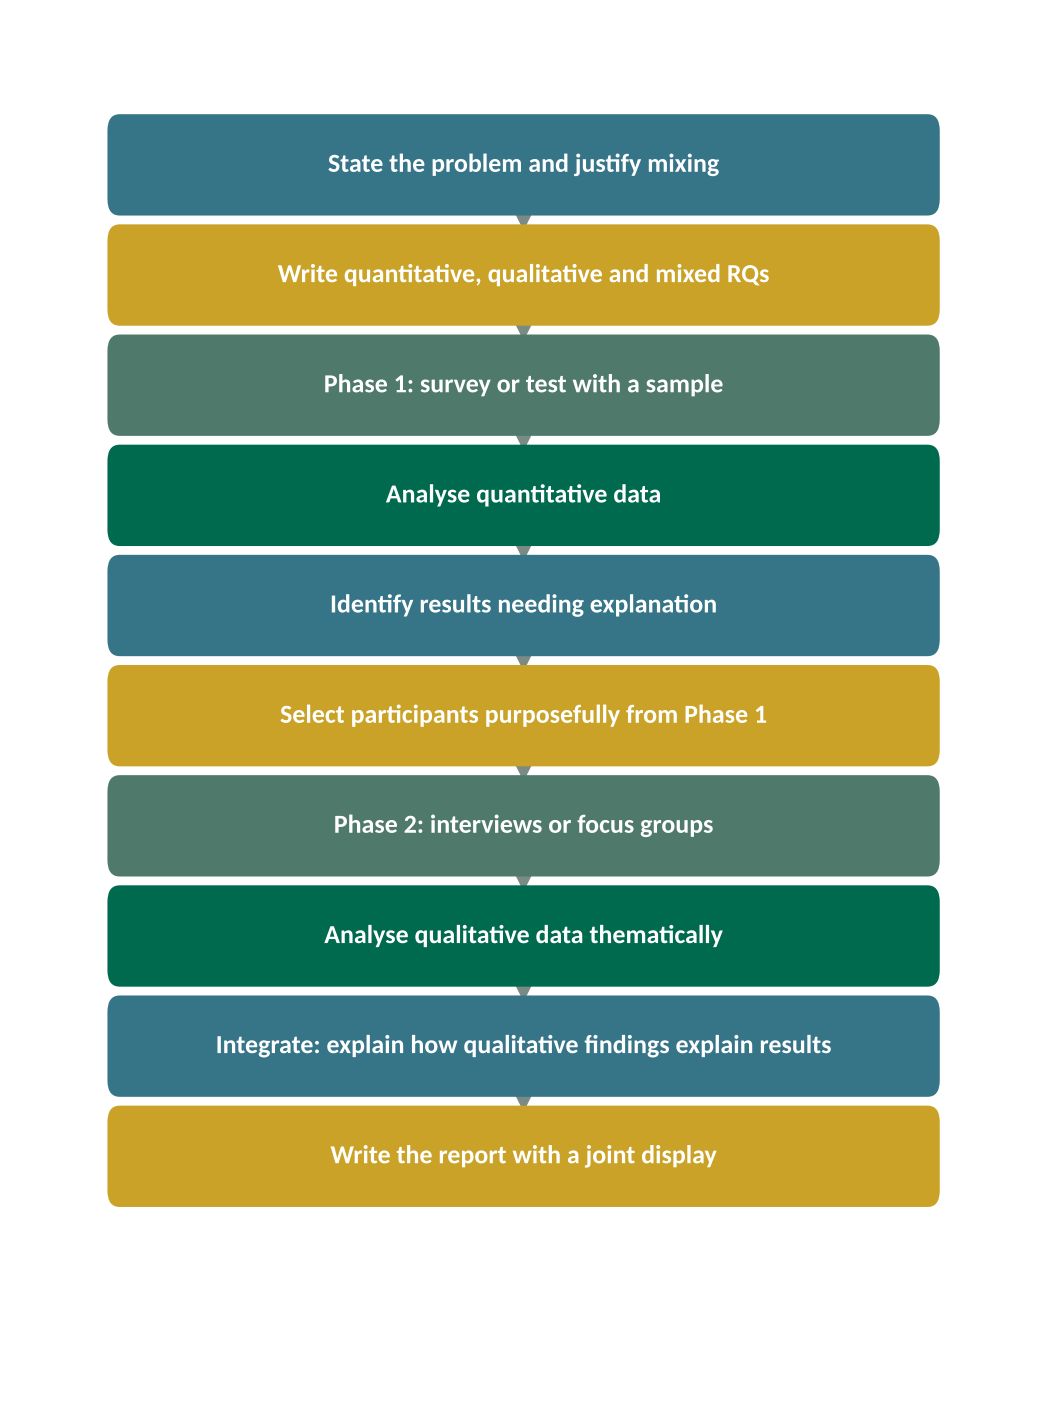 State the problem and justify mixing
Write quantitative, qualitative and mixed RQs
Phase 1: survey or test with a sample
Analyse quantitative data
Identify results needing explanation
Select participants purposefully from Phase 1
Phase 2: interviews or focus groups
Analyse qualitative data thematically
Integrate: explain how qualitative findings explain results
Write the report with a joint display